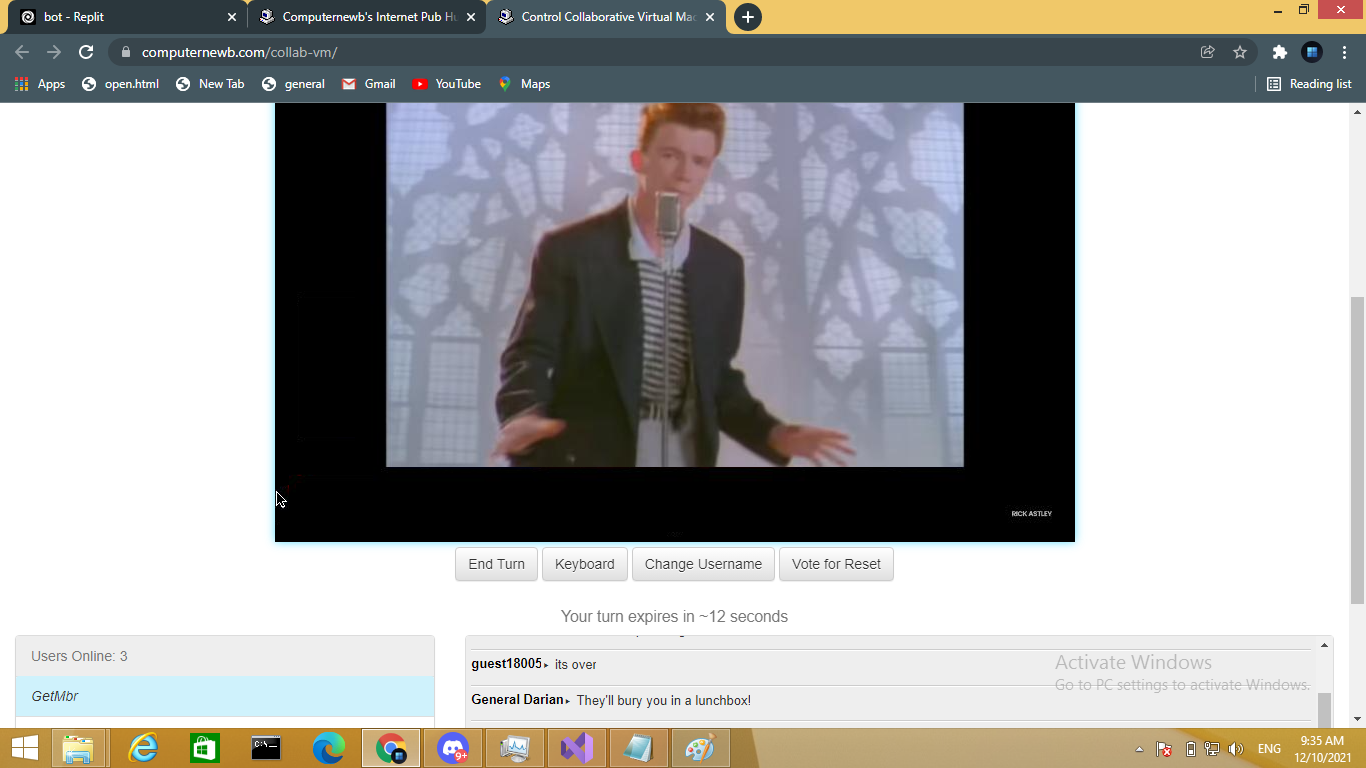 bot - Replit
Computernewb's Internet Pub Hu
Control Collaborative Virtual Mac
computernewb.com/collab-vm/
Apps
open.html
New Tab
general
Gmail
YouTube
Maps
Reading list
RICK ASTLEY
End Turn
Keyboard
Change Username
Vote for Reset
Your turn expires in ~12 seconds
Users Online: 3
GetMbr
guest18005▸ its over
General Darian▸ They'll bury you in a lunchbox!
Activate Windows
Go to PC settings to activate Windows.
C:\_
9+
ENG
9:35 AM
12/10/2021